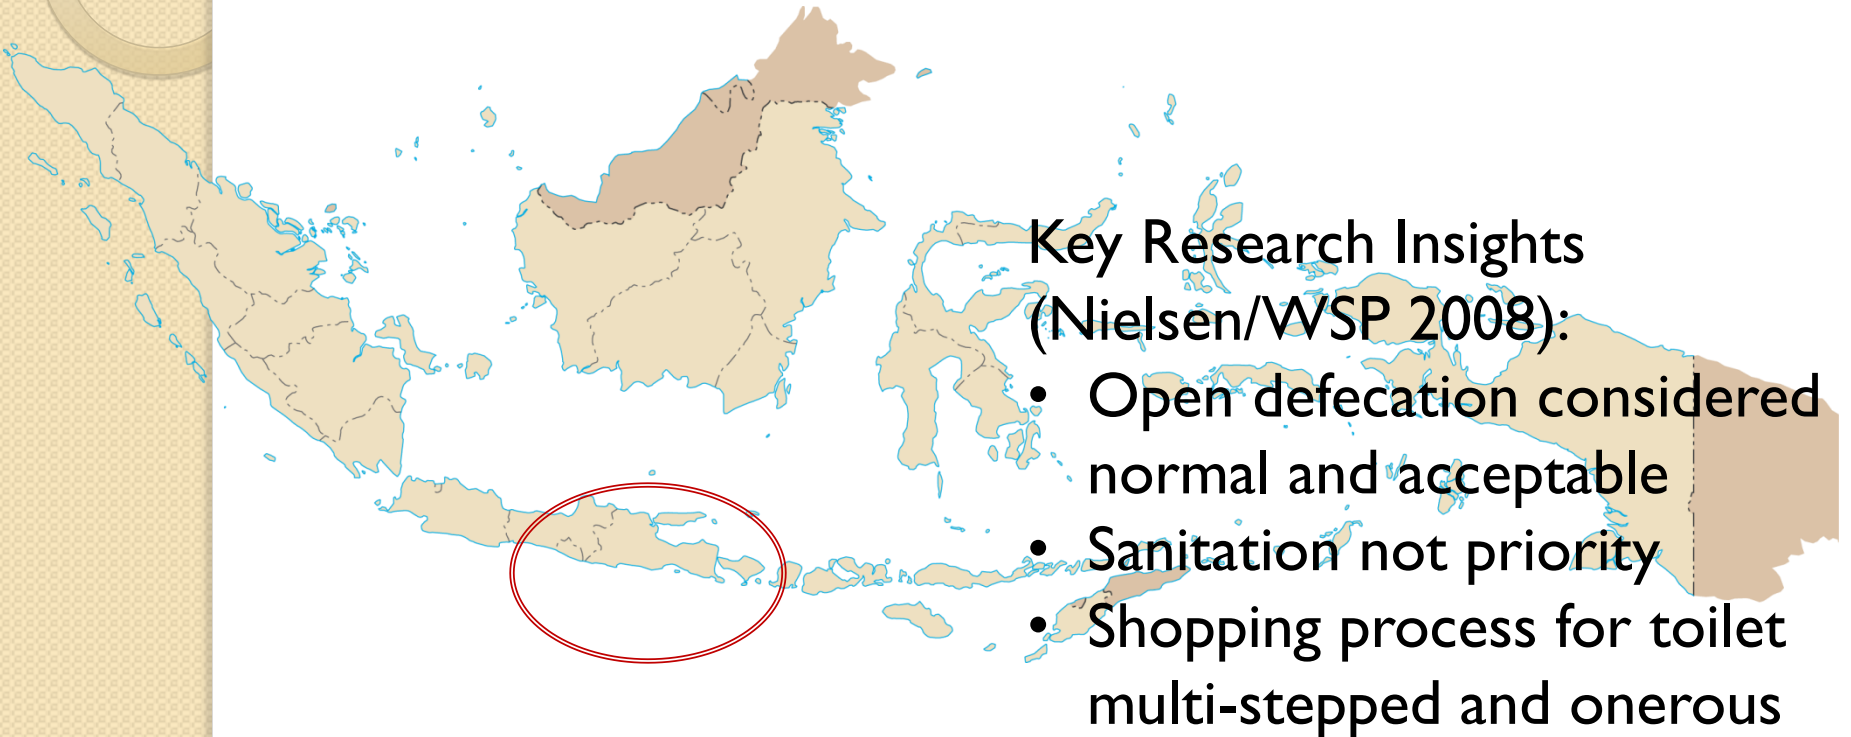 Key Research Insights
(Nielsen/WSP 2008):
• Open defecation considered
normal and acceptable
• Sanitation not priority
• Shopping process for toilet
multi-stepped and onerous